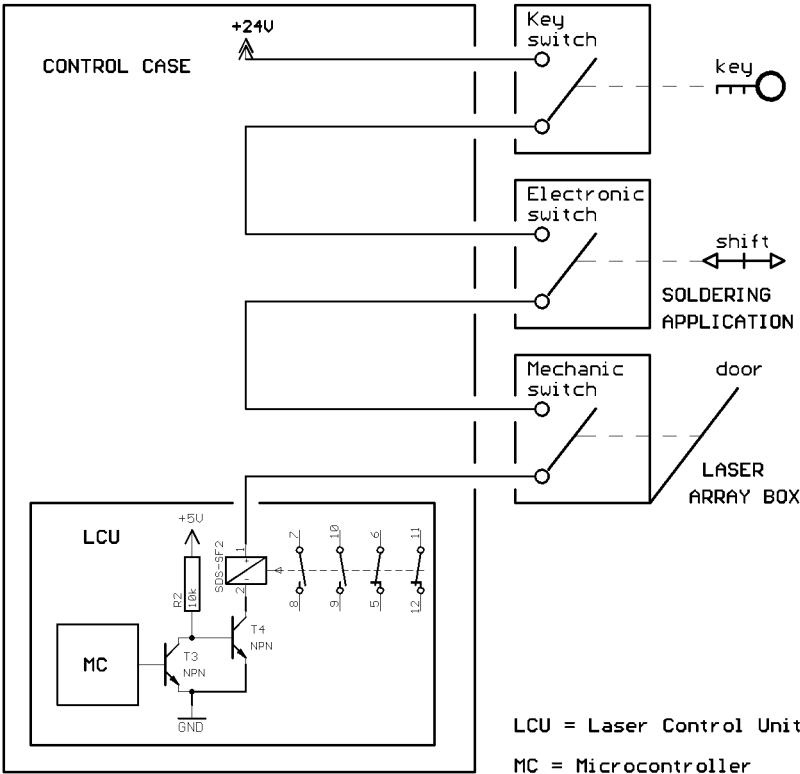 +24V
CONTROL CASE
Key
switch
key
Electronic
switch
shift
SOLDERING
APPLICATION
Mechanic
switch
door
LASER
ARRAY BOX
LCU
+5V
R2
10k
SDS-SF2
1
+
-
2
7
10
6
11
8
9
5
12
MC
T3
NPN
T4
NPN
GND
LCU = Laser Control Unit
MC = Microcontroller